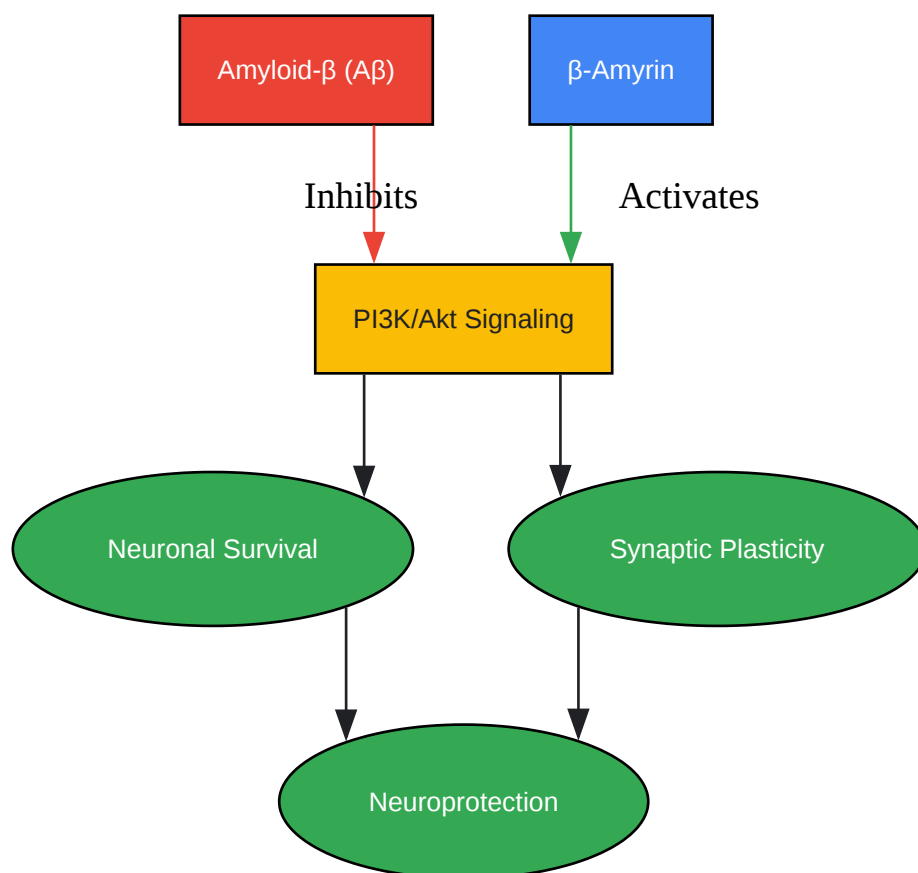 Amyloid-β (Aβ)
β-Amyrin
Inhibits
Activates
PI3K/Akt Signaling
Neuronal Survival
Synaptic Plasticity
Neuroprotection